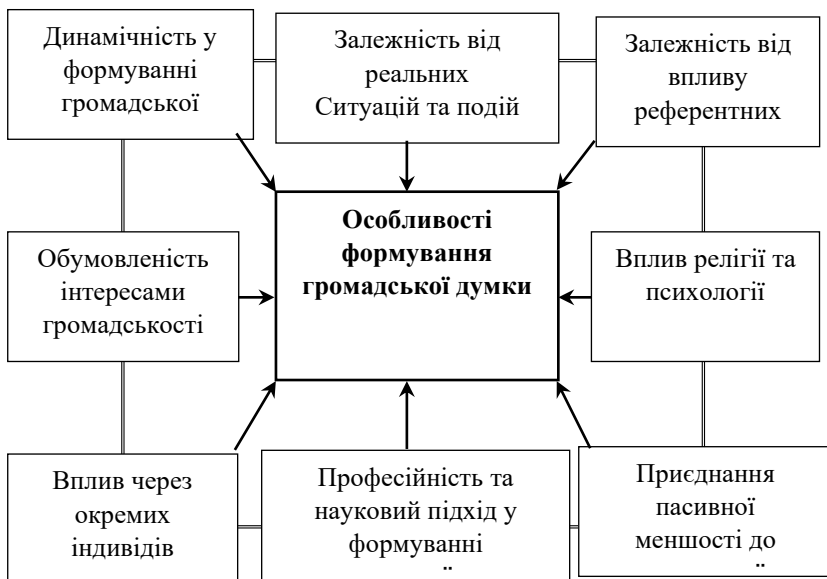 Динамічність у
формуванні
громадської
Залежність від
реальних
Ситуацій та подій
Залежність від
впливу
референтних
Обумовленість
інтересами
громадськості
Особливості
формування
громадської думки
Вплив релігії та
психології
Вплив через
окремих
індивідів
Професійність та
науковий підхід у
формуванні
Приєднання
пасивної
меншості до